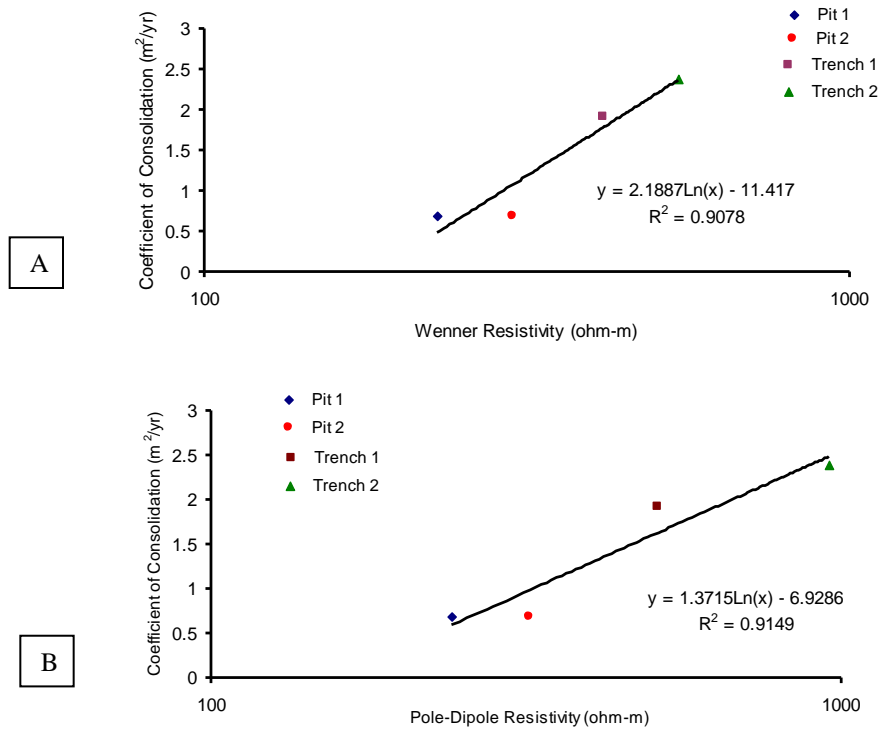 Pit 1
Pit 2
Trench 1
Trench 2
Coefficient of Consolidation (m²/yr)
3
2.5
2
1.5
1
0.5
0
y = 2.1887Ln(x) - 11.417
R² = 0.9078
A
100
1000
Wenner Resistivity (ohm-m)
Pit 1
Pit 2
Trench 1
Trench 2
Coefficient of Consolidation (m²/yr)
3
2.5
2
1.5
1
0.5
0
y = 1.3715Ln(x) - 6.9286
R² = 0.9149
B
100
1000
Pole-Dipole Resistivity (ohm-m)